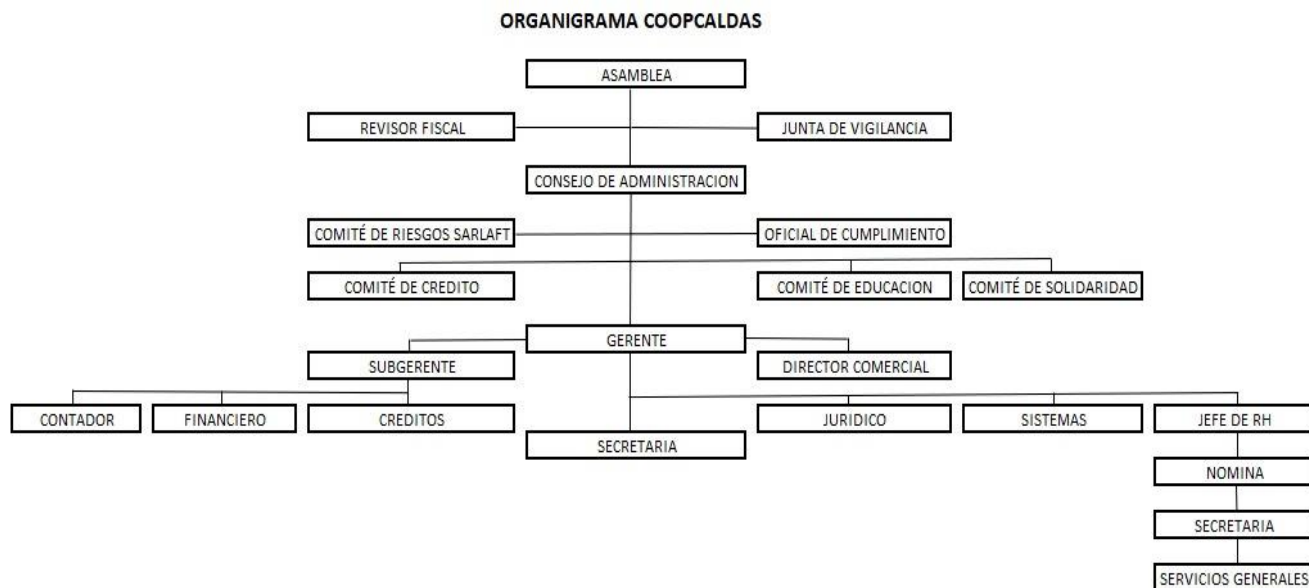 ORGANIGRAMA COOPCALDAS
ASAMBLEA
REVISOR FISCAL
JUNTA DE VIGILANCIA
CONSEJO DE ADMINISTRACION
COMITÉ DE RIESGOS SARLAFT
OFICIAL DE CUMPLIMIENTO
COMITÉ DE CREDITO
COMITÉ DE EDUCACION
COMITÉ DE SOLIDARIDAD
GERENTE
SUBGERENTE
DIRECTOR COMERCIAL
CONTADOR
FINANCIERO
CREDITOS
JURIDICO
SISTEMAS
JEFE DE RH
SECRETARIA
NOMINA
SECRETARIA
SERVICIOS GENERALES